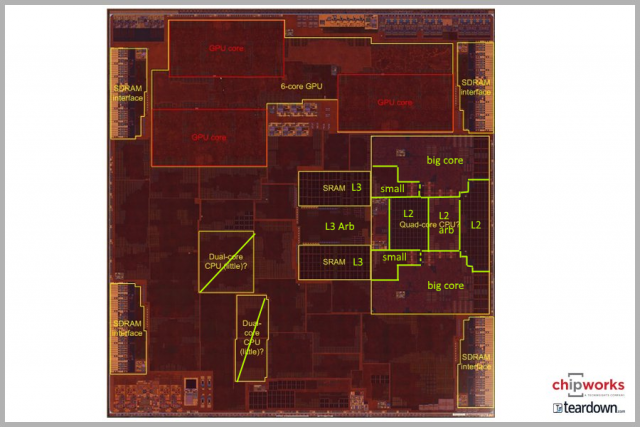 GPU core
SDRAM
interface
SDRAM
interface
6-core GPU
GPU core
GPU core
big core
SRAM L3
small
L3 Arb
L2
L2
arb
L2
Quad-core CPU?
SRAM L3
small
big core
Dual-core
CPU (little)?
Dual-
core
CPU
(little)?
SDRAM
interface
SDRAM
interface
chipworks
teardown.com